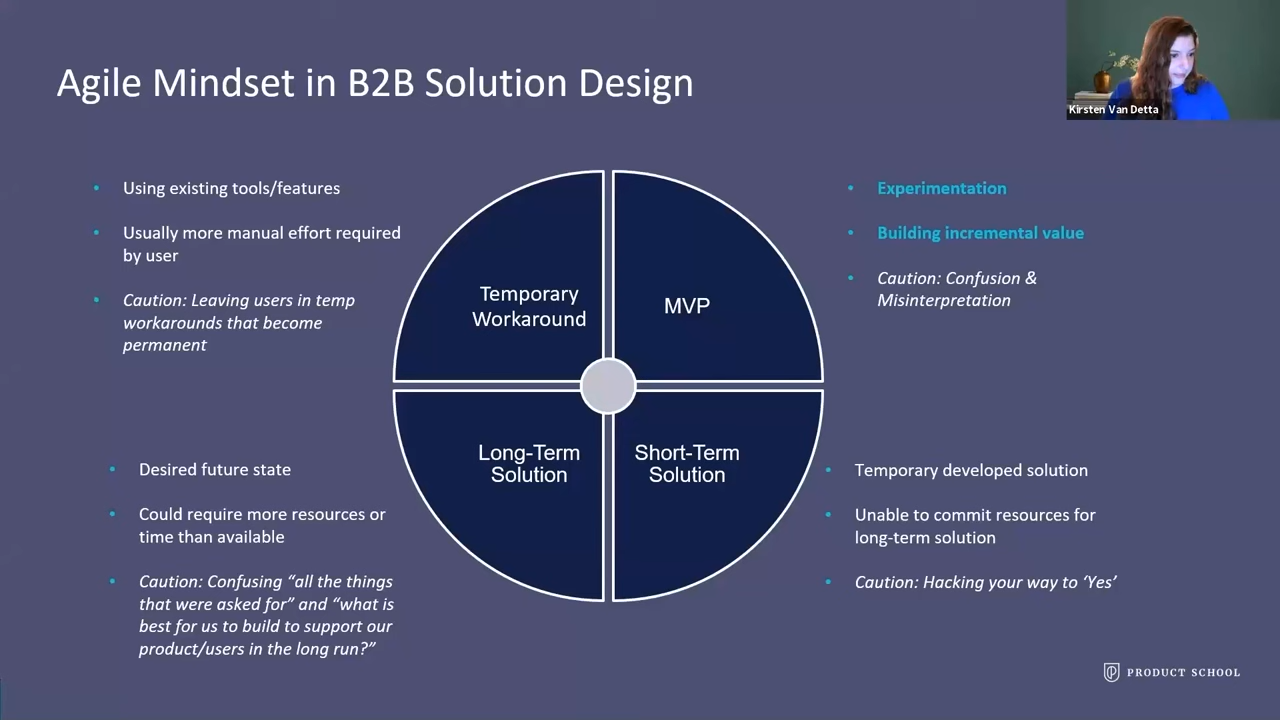 Agile Mindset in B2B Solution Design
Kirsten Van Detta
Using existing tools/features
Usually more manual effort required
by user
Caution: Leaving users in temp
workarounds that become
permanent
Temporary
Workaround
MVP
Experimentation
Building incremental value
Caution: Confusion &
Misinterpretation
Desired future state
Could require more resources or
time than available
Caution: Confusing “all the things
that were asked for” and “what is
best for us to build to support our
product/users in the long run?”
Long-Term
Solution
Short-Term
Solution
Temporary developed solution
Unable to commit resources for
long-term solution
Caution: Hacking your way to ‘Yes’
PRODUCT SCHOOL